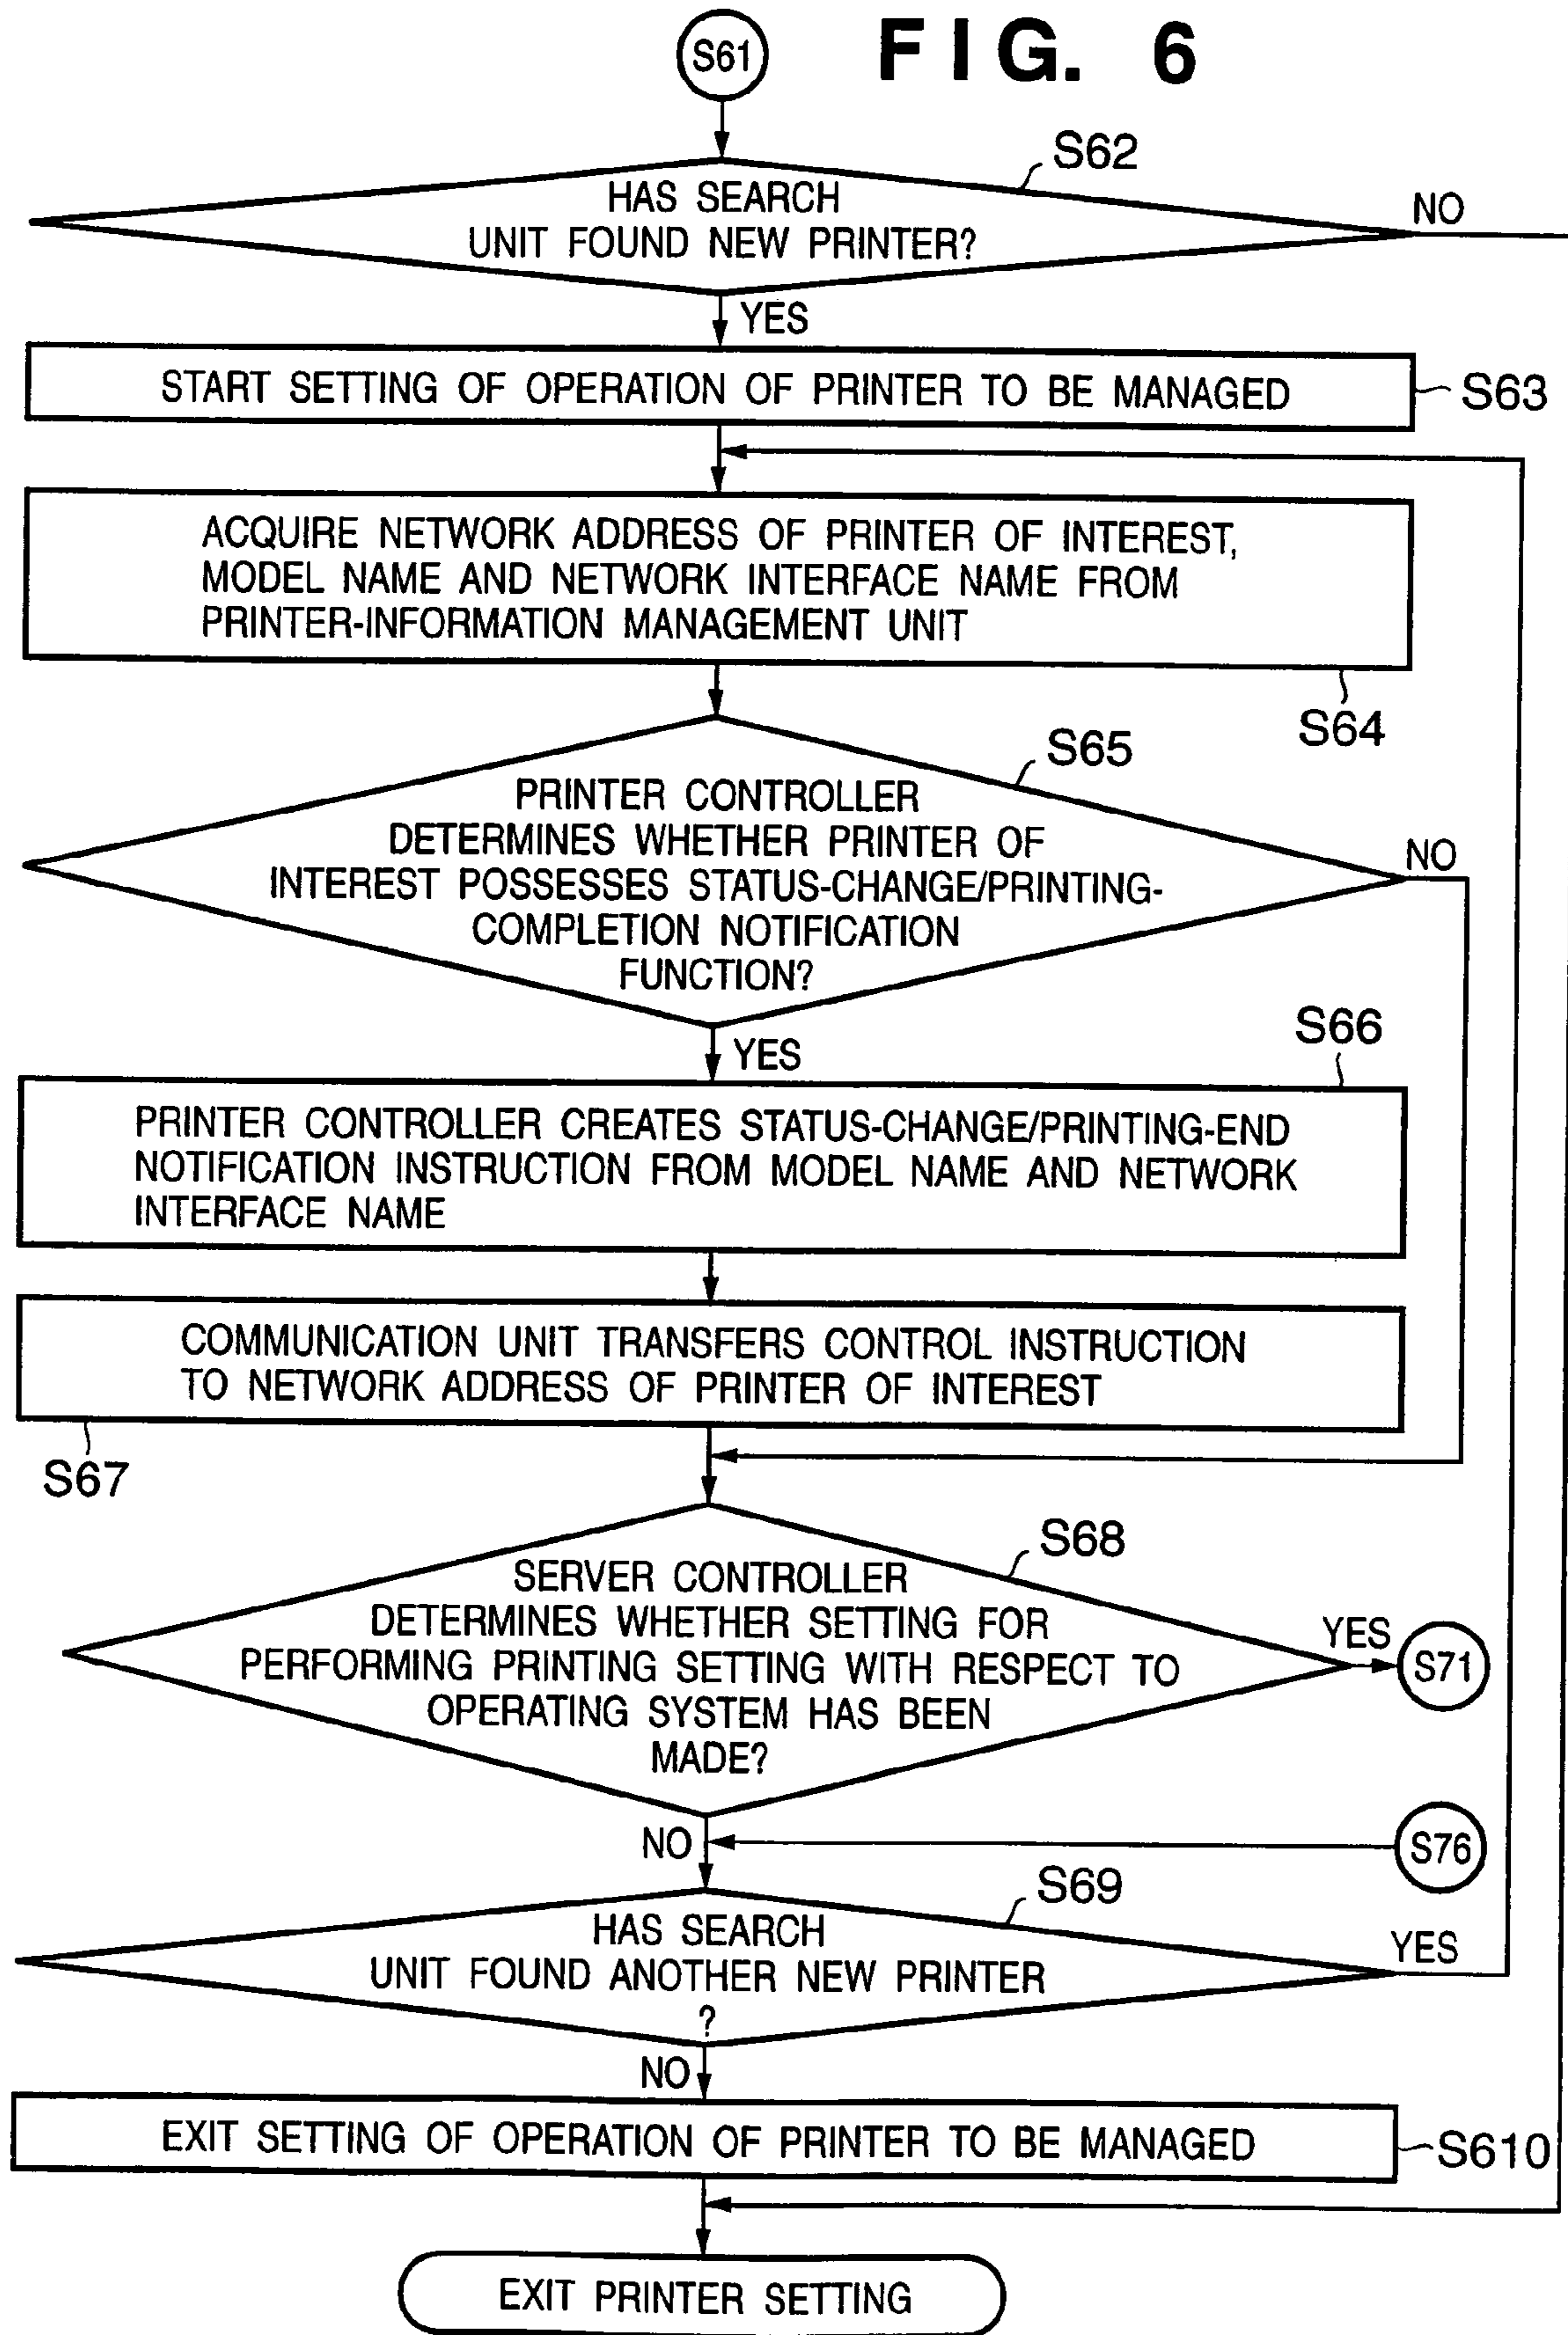 S61
FIG. 6
S62
HAS SEARCH
UNIT FOUND NEW PRINTER?
NO
YES
START SETTING OF OPERATION OF PRINTER TO BE MANAGED
S63
ACQUIRE NETWORK ADDRESS OF PRINTER OF INTEREST,
MODEL NAME AND NETWORK INTERFACE NAME FROM
PRINTER-INFORMATION MANAGEMENT UNIT
S64
S65
PRINTER CONTROLLER
DETERMINES WHETHER PRINTER OF
INTEREST POSSESSES STATUS-CHANGE/PRINTING-
COMPLETION NOTIFICATION
FUNCTION?
NO
YES
S66
PRINTER CONTROLLER CREATES STATUS-CHANGE/PRINTING-END
NOTIFICATION INSTRUCTION FROM MODEL NAME AND NETWORK
INTERFACE NAME
COMMUNICATION UNIT TRANSFERS CONTROL INSTRUCTION
TO NETWORK ADDRESS OF PRINTER OF INTEREST
S67
S68
SERVER CONTROLLER
DETERMINES WHETHER SETTING FOR
PERFORMING PRINTING SETTING WITH RESPECT TO
OPERATING SYSTEM HAS BEEN
MADE?
YES
S71
NO
S76
S69
HAS SEARCH
UNIT FOUND ANOTHER NEW PRINTER
?
YES
NO
EXIT SETTING OF OPERATION OF PRINTER TO BE MANAGED
S610
EXIT PRINTER SETTING